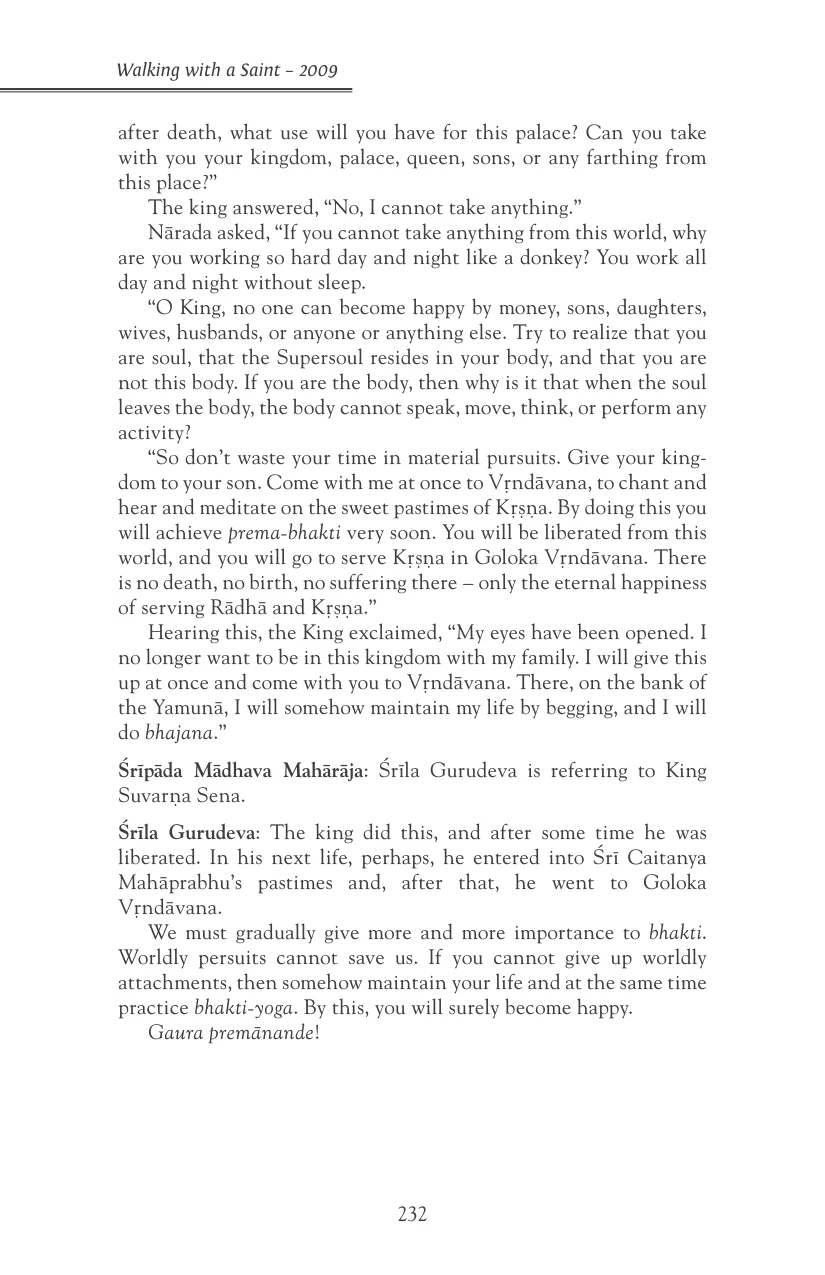 Walking with a Saint – 2009
after death, what use will you have for this palace? Can you take
with you your kingdom, palace, queen, sons, or any farthing from
this place?”
The king answered, “No, I cannot take anything.”
Nārada asked, “If you cannot take anything from this world, why
are you working so hard day and night like a donkey? You work all
day and night without sleep.
“O King, no one can become happy by money, sons, daughters,
wives, husbands, or anyone or anything else. Try to realize that you
are soul, that the Supersoul resides in your body, and that you are
not this body. If you are the body, then why is it that when the soul
leaves the body, the body cannot speak, move, think, or perform any
activity?
“So don’t waste your time in material pursuits. Give your king-
dom to your son. Come with me at once to Vṛndāvana, to chant and
hear and meditate on the sweet pastimes of Kṛṣṇa. By doing this you
will achieve prema-bhakti very soon. You will be liberated from this
world, and you will go to serve Kṛṣṇa in Goloka Vṛndāvana. There
is no death, no birth, no suffering there – only the eternal happiness
of serving Rādhā and Kṛṣṇa.”
Hearing this, the King exclaimed, “My eyes have been opened. I
no longer want to be in this kingdom with my family. I will give this
up at once and come with you to Vṛndāvana. There, on the bank of
the Yamunā, I will somehow maintain my life by begging, and I will
do bhajana.”
Śrīpāda Mādhava Mahārāja: Śrīla Gurudeva is referring to King
Suvarṇa Sena.
Śrīla Gurudeva: The king did this, and after some time he was
liberated. In his next life, perhaps, he entered into Śrī Caitanya
Mahāprabhu’s pastimes and, after that, he went to Goloka
Vṛndāvana.
We must gradually give more and more importance to bhakti.
Worldly persuits cannot save us. If you cannot give up worldly
attachments, then somehow maintain your life and at the same time
practice bhakti-yoga. By this, you will surely become happy.
Gaura premānande!
232